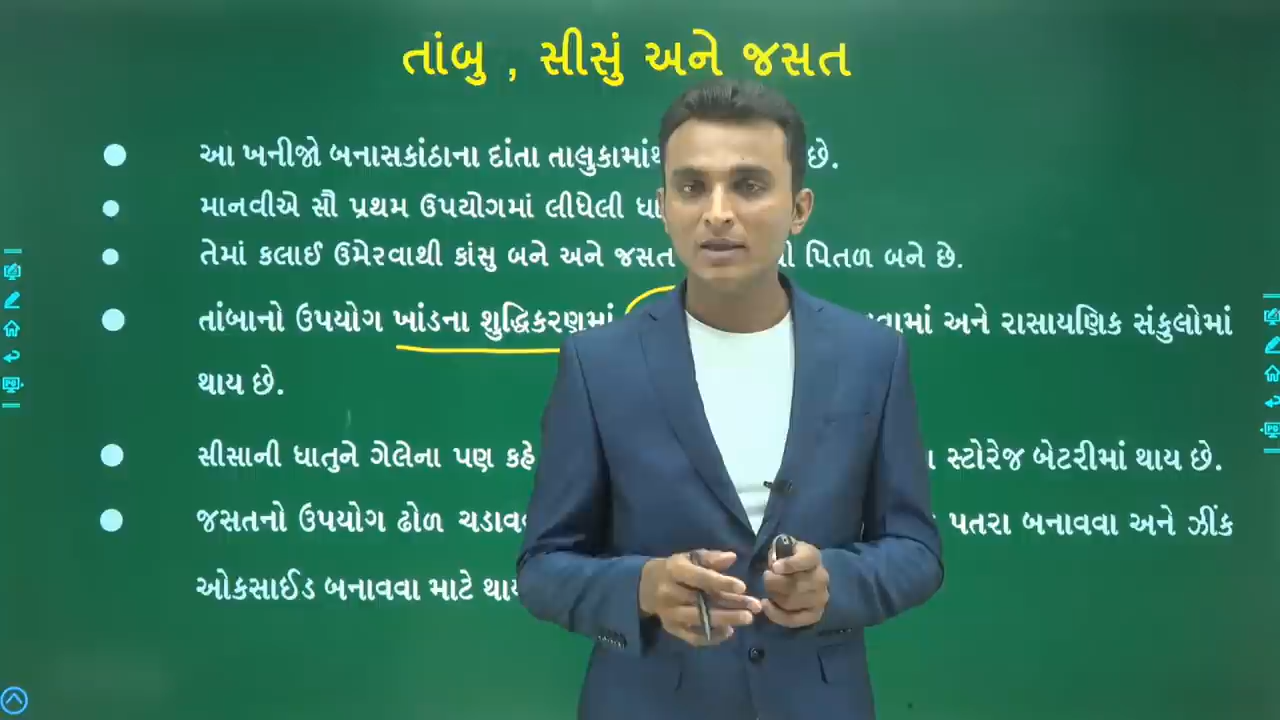 તાંબુ , સીસું અને જસત
આ ખનીજો બનાસકાંઠાના દાંતા તાલુકામાંથ છે.
માનવીએ સૌ પ્રથમ ઉપયોગમાં લીધેલી
તેમાં કલાઈ ઉમેરવાથી કાંસુ બને અને જસત પિતળ બને છે.
તાંબાનો ઉપયોગ ખાંડના શુદ્ધિકરણમાં અને રાસાયણિક સંકુલોમાં
થાય છે.
સીસાની ધાતુને ગેલેના પણ કહે સ્ટોરેજ બેટરીમાં થાય છે.
જસતનો ઉપયોગ ઢોળ પતરા બનાવવા અને ઝીંક
ઓકસાઈડ બનાવવા માટે